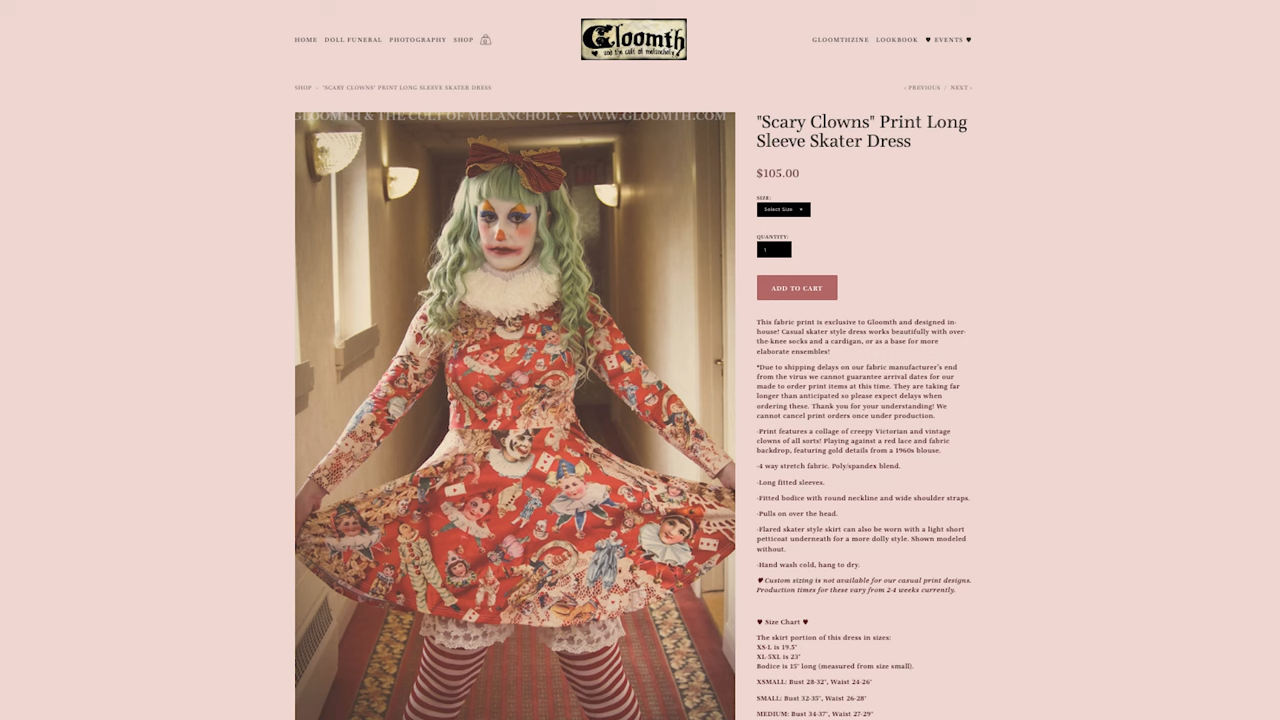 HOME DOLL FUNERAL PHOTOGRAPHY SHOP
Gloomth
and the cult of melancholy
GLOOMTHZINE LOOKBOOK ♥ EVENTS ♥
SHOP › "SCARY CLOWNS" PRINT LONG SLEEVE SKATER DRESS
‹ PREVIOUS / NEXT ›
GLOOMTH & THE CULT OF MELANCHOLY ~ WWW.GLOOMTH.COM
"Scary Clowns" Print Long
Sleeve Skater Dress
$105.00
SIZE:
Select Size
QUANTITY:
1
ADD TO CART
This fabric print is exclusive to Gloomth and designed in-
house! Casual skater style dress works beautifully with over-
the-knee socks and a cardigan, or as a base for more
elaborate ensembles!
*Due to shipping delays on our fabric manufacturer's end
from the virus we cannot guarantee arrival dates for our
made to order print items at this time. They are taking far
longer than anticipated so please expect delays when
ordering these. Thank you for your understanding! We
cannot cancel print orders once under production.
-Print features a collage of creepy Victorian and vintage
clowns of all sorts! Playing against a red lace and fabric
backdrop, featuring gold details from a 1960s blouse.
-4 way stretch fabric. Poly/spandex blend.
-Long fitted sleeves.
-Fitted bodice with round neckline and wide shoulder straps.
-Pulls on over the head.
-Flared skater style skirt can also be worn with a light short
petticoat underneath for a more dolly style. Shown modeled
without.
-Hand wash cold, hang to dry.
♥ Custom sizing is not available for our casual print designs.
Production times for these vary from 2-4 weeks currently.
♥ Size Chart ♥
The skirt portion of this dress in sizes:
XS-L is 19.5"
XL-5XL is 23"
Bodice is 15" long (measured from size small).
XSMALL: Bust 28-32", Waist 24-26"
SMALL: Bust 32-35", Waist 26-28"
MEDIUM: Bust 34-37", Waist 27-29"